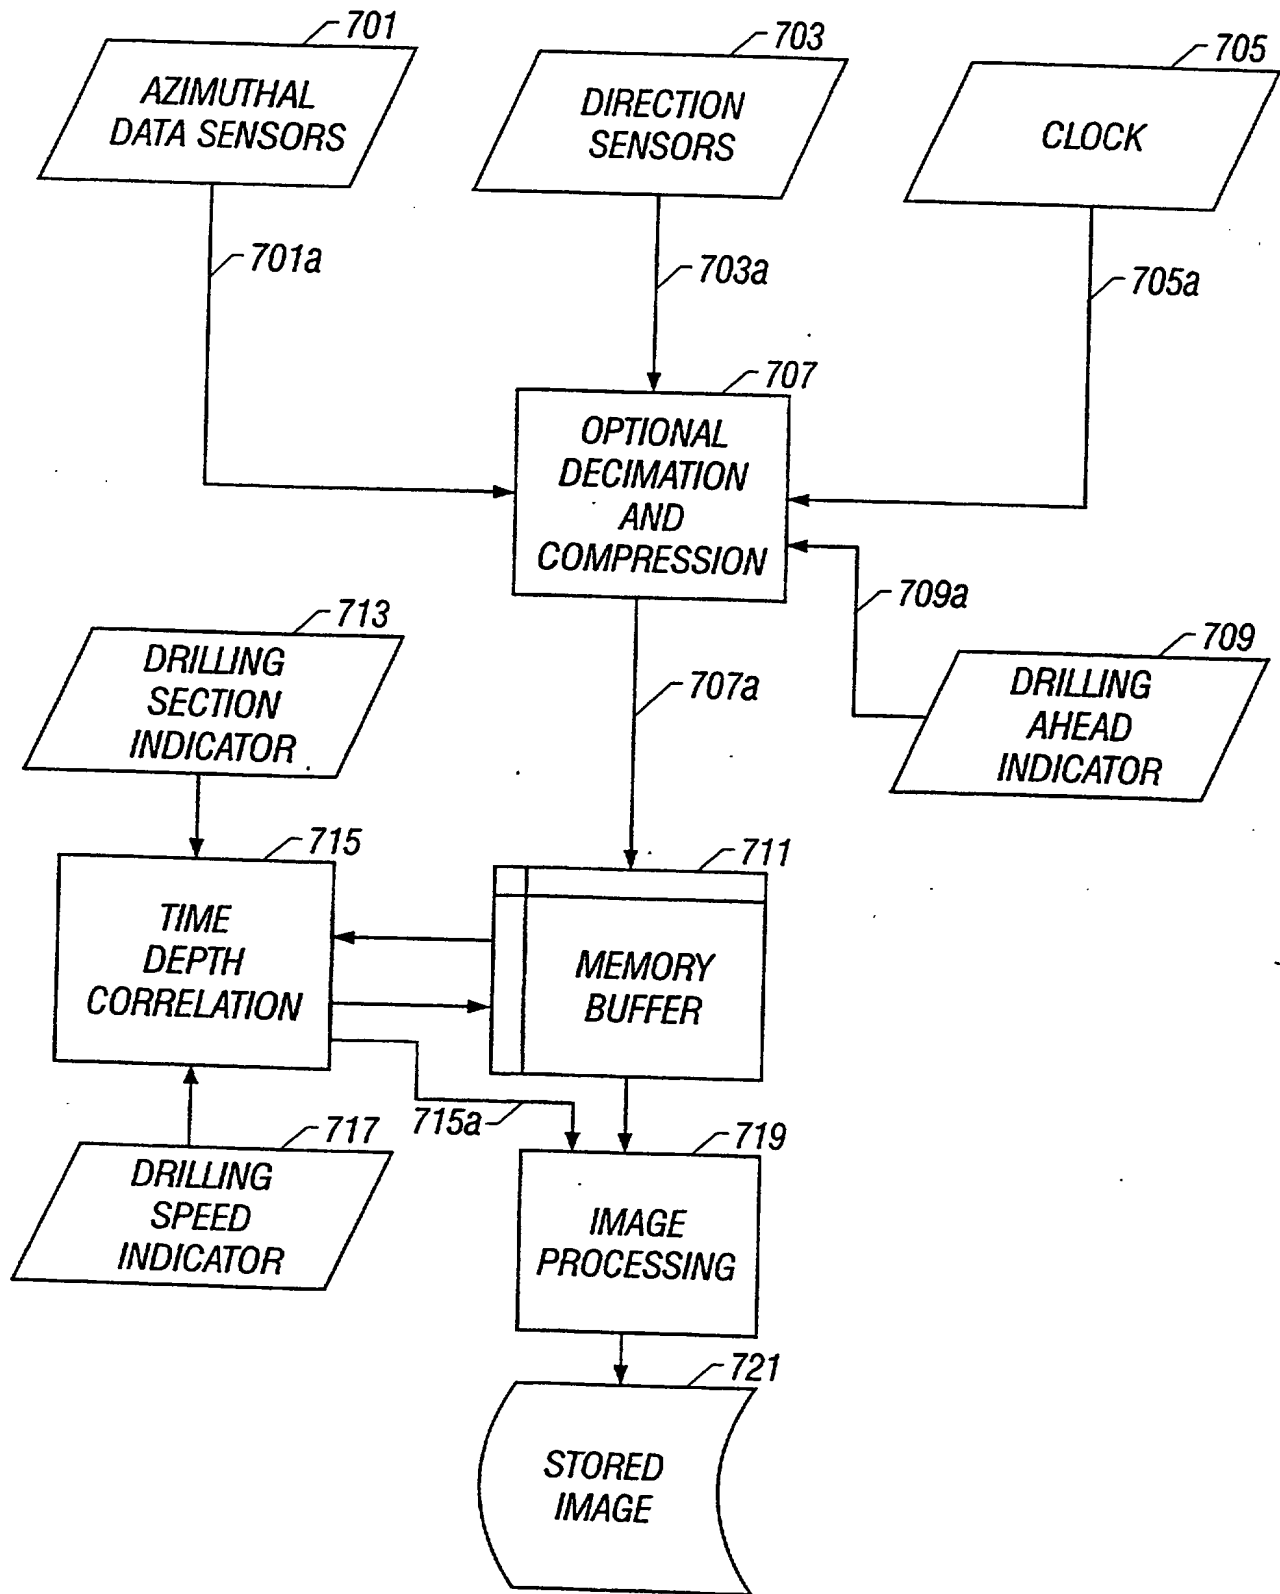 701
AZIMUTHAL
DATA SENSORS
703
DIRECTION
SENSORS
705
CLOCK
701a
703a
705a
707
OPTIONAL
DECIMATION
AND
COMPRESSION
709a
709
DRILLING
AHEAD
INDICATOR
707a
713
DRILLING
SECTION
INDICATOR
715
TIME
DEPTH
CORRELATION
711
MEMORY
BUFFER
715a
717
DRILLING
SPEED
INDICATOR
719
IMAGE
PROCESSING
721
STORED
IMAGE